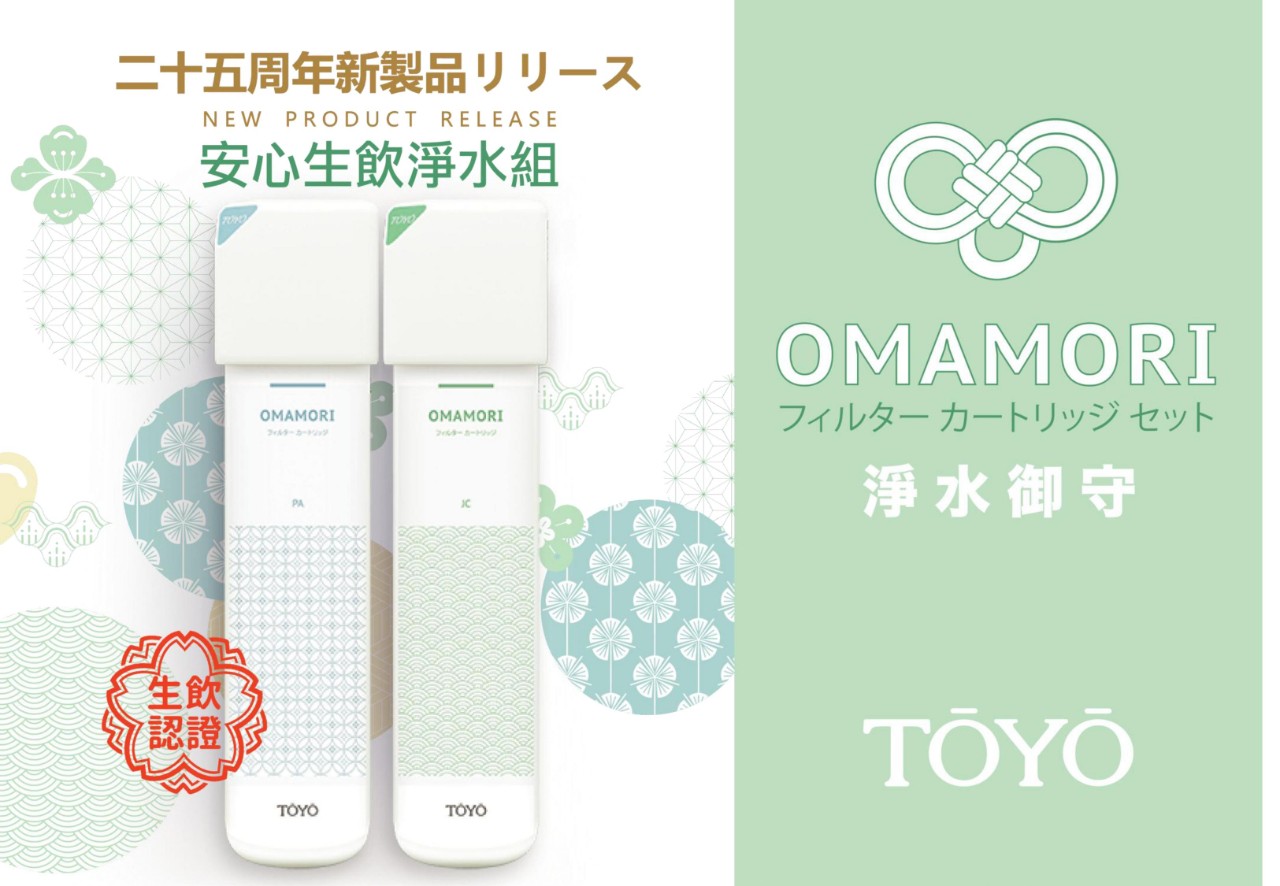 二十五周年新製品リリース
NEW PRODUCT RELEASE
安心生飲淨水組
TOYO
TOYO
OMAMORI
フィルター カートリッジ
PA
TŌYŌ
OMAMORI
フィルター カートリッジ
JC
TŌYŌ
生飲
認證
OMAMORI
フィルター カートリッジ セット
淨水御守
TŌYŌ